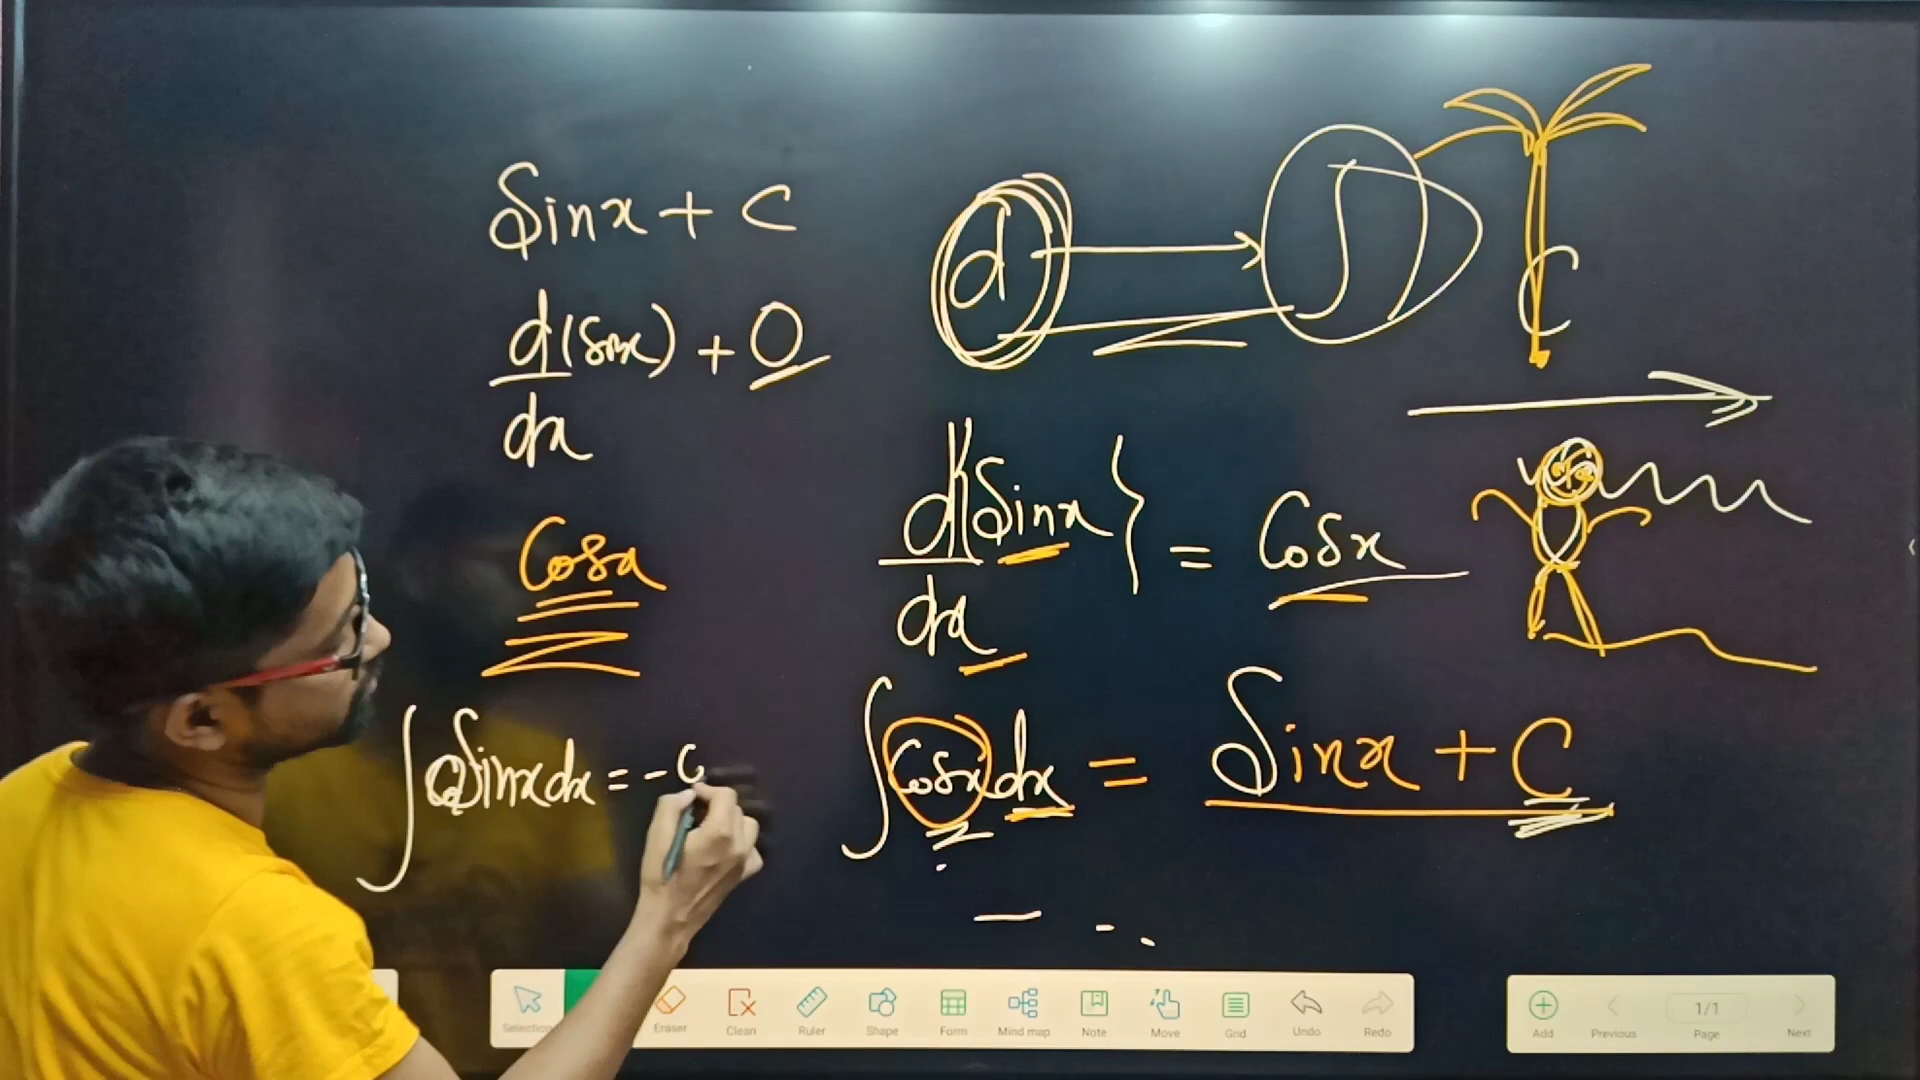 Sinx + C
d(sinx) + 0
dx
Cosx
∫ Sinx dx = - C
d ∫
C
d{Sinx} = Cosx
dx
∫ Cosx dx = Sinx + C
Selection Eraser Clean Ruler Shape Form Mind map Note Move Grid Undo Redo
Add Previous 1/1 Page Next